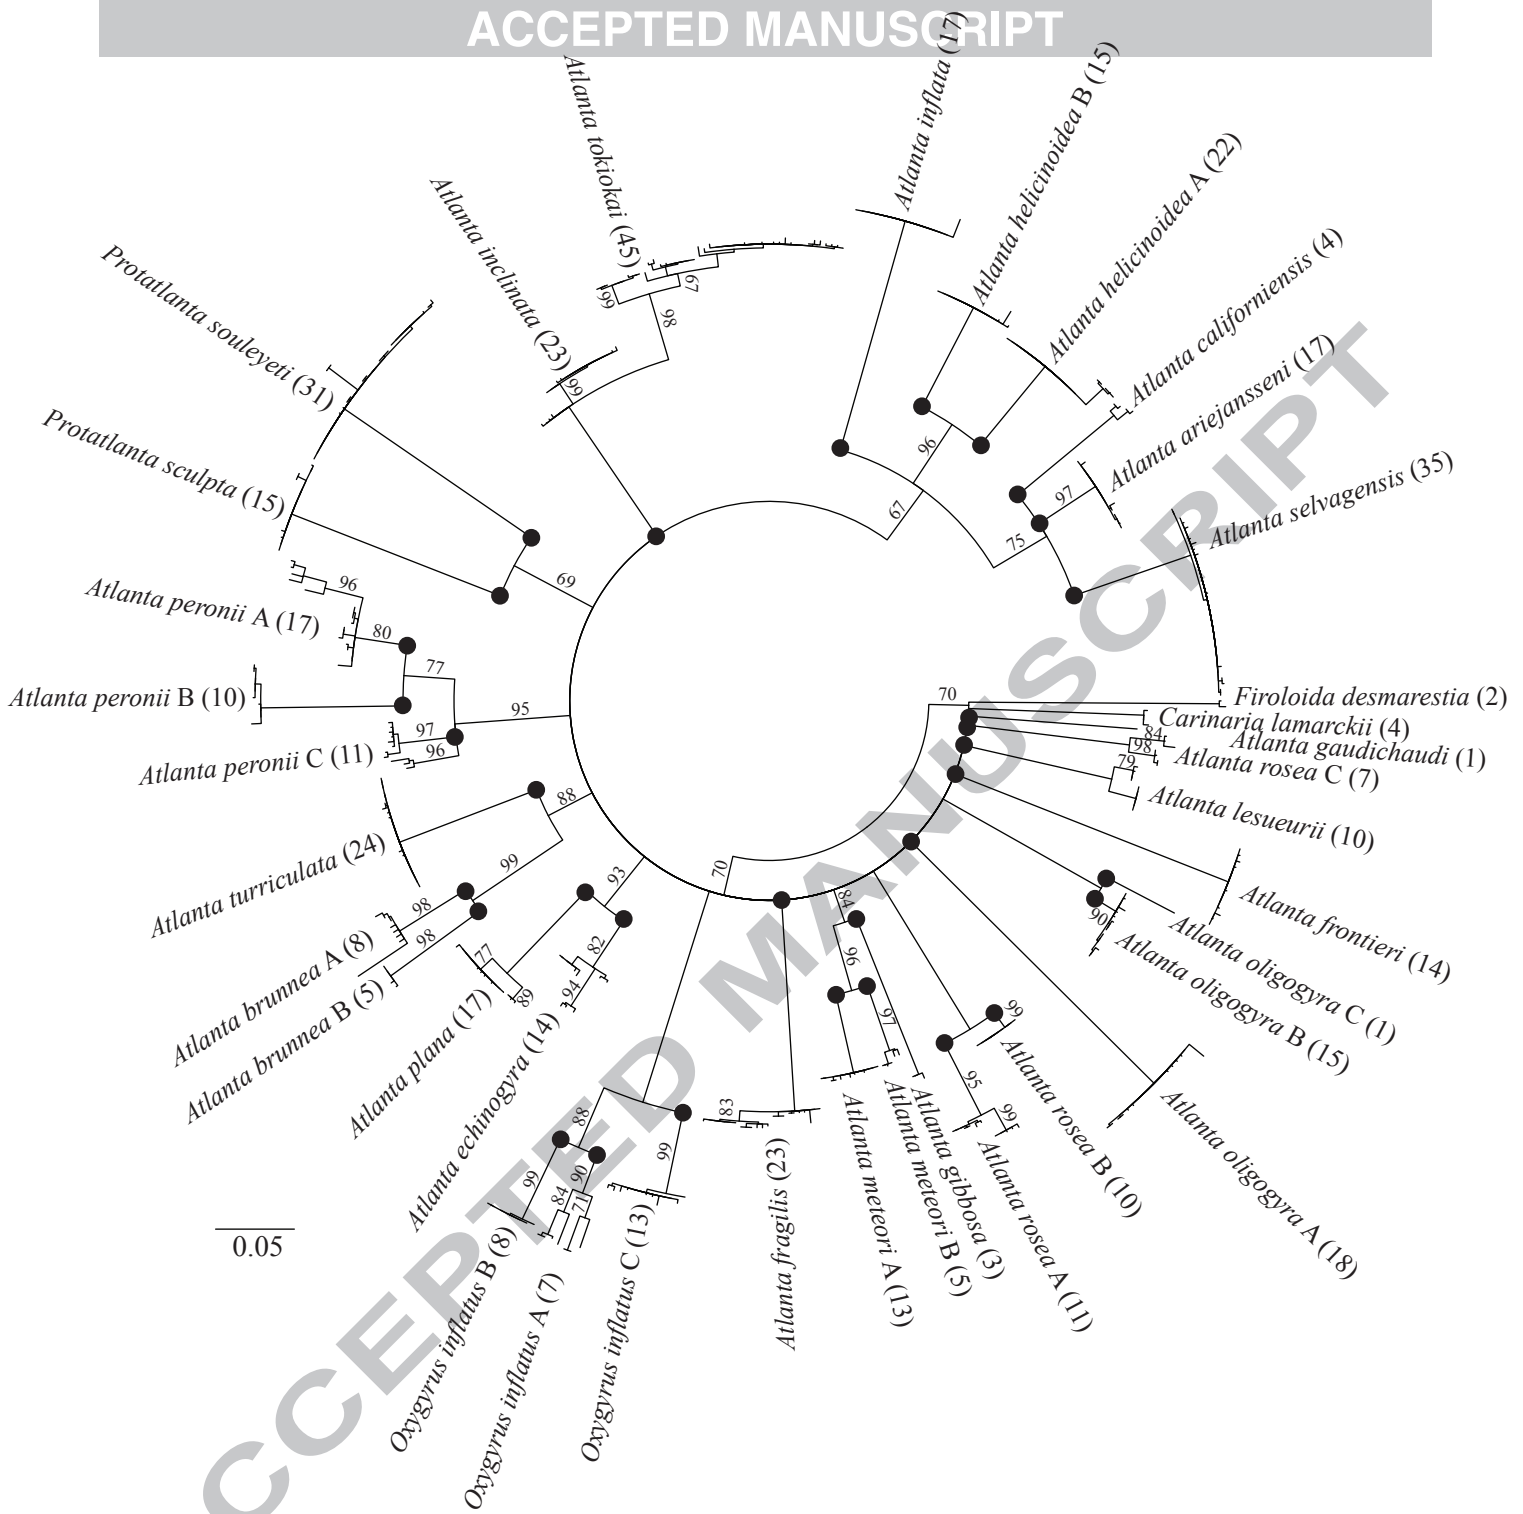 ACCEPTED MANUSCRIPT
Atlanta inflata (17)
Atlanta helicinoidea B (15)
Atlanta helicinoidea A (22)
Atlanta californiensis (4)
Atlanta ariejansseni (17)
Atlanta selvagensis (35)
Firoloida desmarestia (2)
Carinaria lamarckii (4)
Atlanta gaudichaudi (1)
Atlanta rosea C (7)
Atlanta lesueurii (10)
Atlanta frontieri (14)
Atlanta oligogyra C (1)
Atlanta oligogyra B (15)
Atlanta oligogyra A (18)
Atlanta rosea B (10)
Atlanta rosea A (11)
Atlanta gibbosa (3)
Atlanta meteori B (5)
Atlanta meteori A (13)
Atlanta fragilis (23)
Oxygyrus inflatus C (13)
Oxygyrus inflatus A (7)
Oxygyrus inflatus B (8)
Atlanta echinogyra (14)
Atlanta plana (17)
Atlanta brunnea B (5)
Atlanta brunnea A (8)
Atlanta turriculata (24)
Atlanta peronii C (11)
Atlanta peronii B (10)
Atlanta peronii A (17)
Protatlanta sculpta (15)
Protatlanta souleyeti (31)
Atlanta inclinata (23)
Atlanta tokiokai (45)
99
67
98
99
96
67
97
75
70
84
98
79
90
99
95
99
84
96
97
70
83
99
88
99
90
84
71
93
82
94
77
89
88
99
98
98
95
97
96
77
80
96
69
0.05
CCEPTED MANUSCRIPT